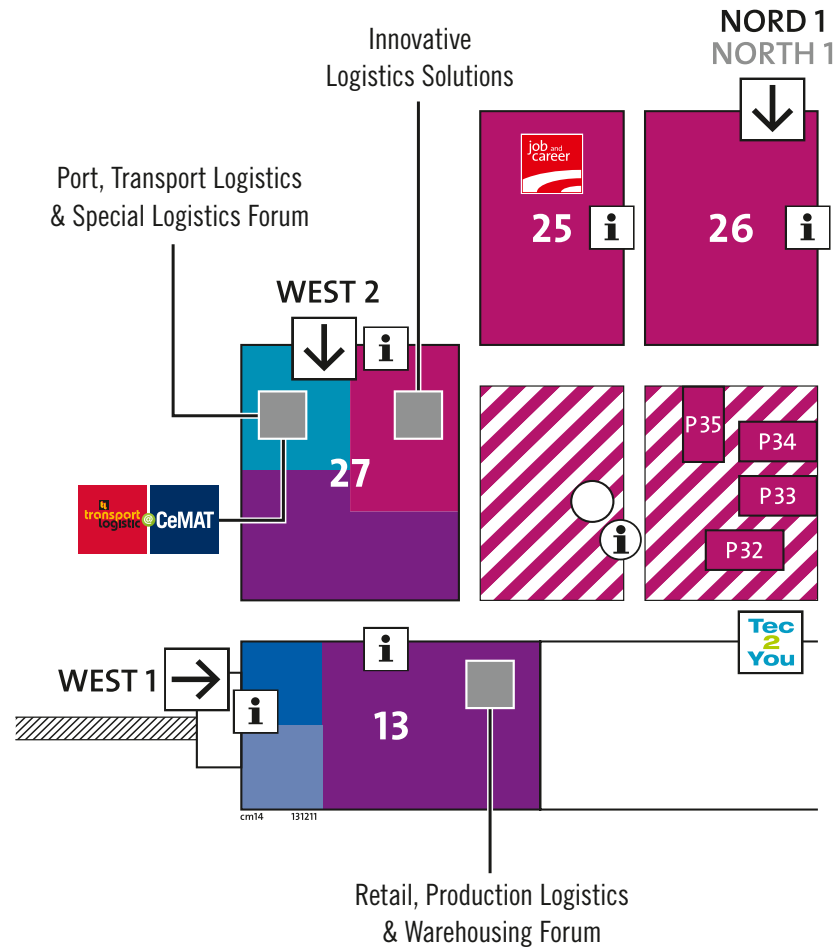 NORD 1
NORTH 1
Innovative
Logistics Solutions
job and
career
25
i
26
i
Port, Transport Logistics
& Special Logistics Forum
WEST 2
i
27
P35
P34
P33
P32
i
transport
logistic
@
CeMAT
Tec
2
You
WEST 1
i
i
13
cm14
131211
Retail, Production Logistics
& Warehousing Forum